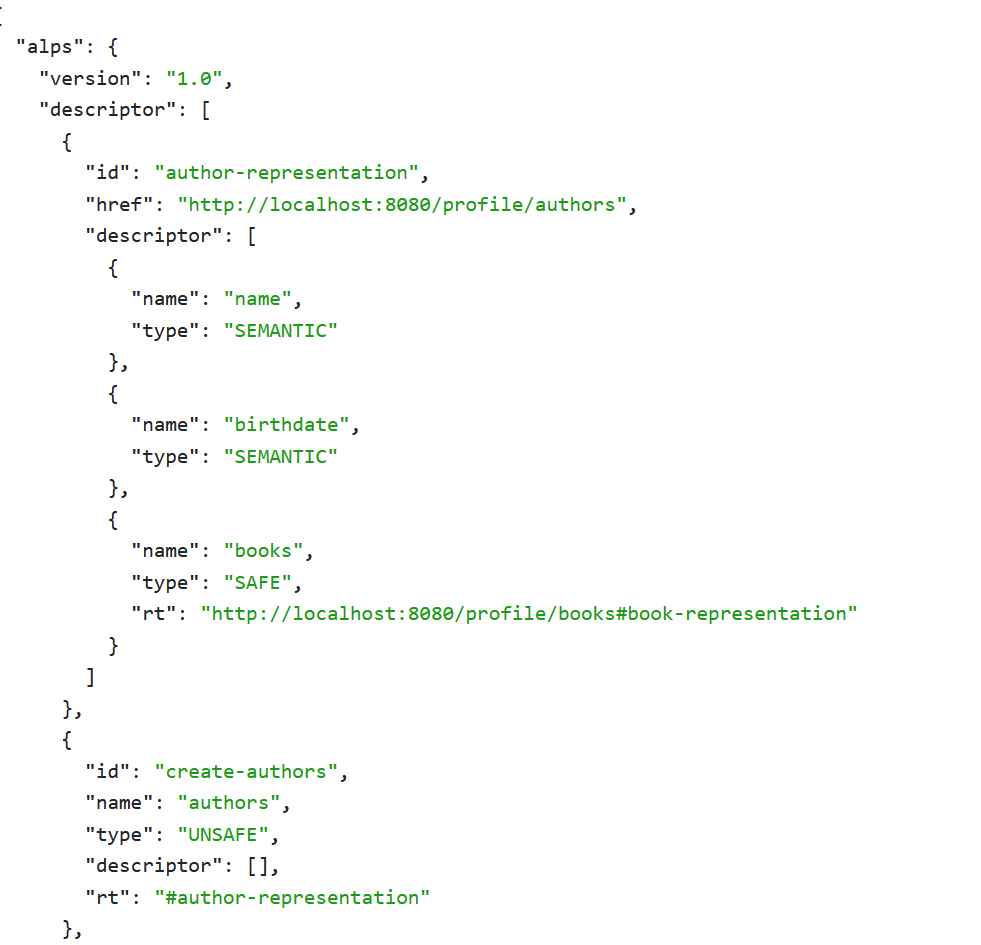 {
  "alps": {
    "version": "1.0",
    "descriptor": [
      {
        "id": "author-representation",
        "href": "http://localhost:8080/profile/authors",
        "descriptor": [
          {
            "name": "name",
            "type": "SEMANTIC"
          },
          {
            "name": "birthdate",
            "type": "SEMANTIC"
          },
          {
            "name": "books",
            "type": "SAFE",
            "rt": "http://localhost:8080/profile/books#book-representation"
          }
        ]
      },
      {
        "id": "create-authors",
        "name": "authors",
        "type": "UNSAFE",
        "descriptor": [],
        "rt": "#author-representation"
      },